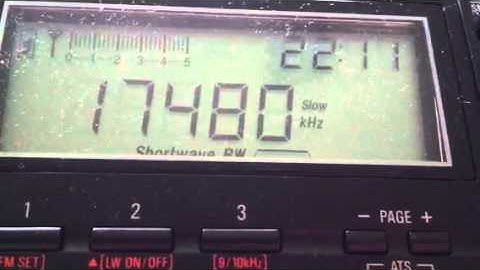 22:11
0 1 2 3 4 5
17480 Slow kHz
Shortwave BW
1 2 3 - PAGE +
FM SET] ▲[LW ON/OFF] [9/10kHz] ATS